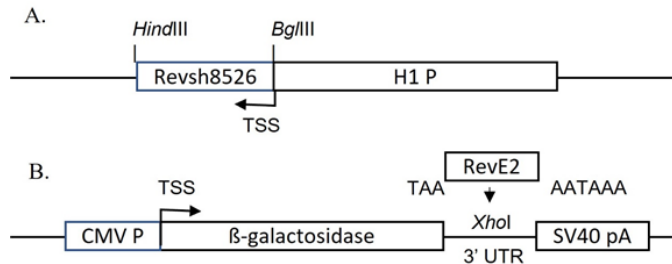 A.
HindIII BglII
Revsh8526 H1 P
TSS
B.
RevE2
TSS TAA AATAAA
XhoI
CMV P ß-galactosidase SV40 pA
3' UTR